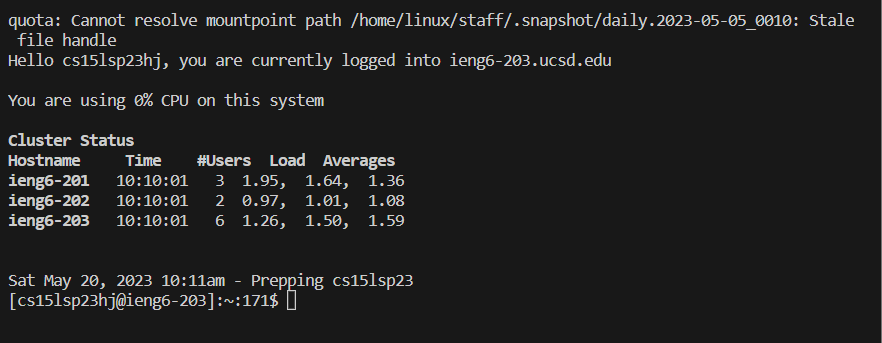 quota: Cannot resolve mountpoint path /home/linux/staff/.snapshot/daily.2023-05-05_0010: Stale
 file handle
Hello cs15lsp23hj, you are currently logged into ieng6-203.ucsd.edu
You are using 0% CPU on this system
Cluster Status
Hostname     Time    #Users  Load  Averages
ieng6-201   10:10:01   3  1.95,  1.64,  1.36
ieng6-202   10:10:01   2  0.97,  1.01,  1.08
ieng6-203   10:10:01   6  1.26,  1.50,  1.59
Sat May 20, 2023 10:11am - Prepping cs15lsp23
[cs15lsp23hj@ieng6-203]:~:171$